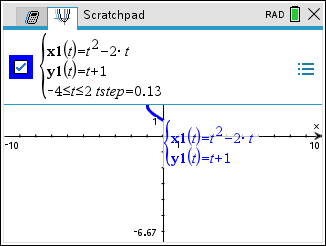 Scratchpad RAD
x1(t)=t²−2·t
y1(t)=t+1
−4≤t≤2 tstep=0.13
1
x
-10 1 10
x1(t)=t²−2·t
y1(t)=t+1
-6.67